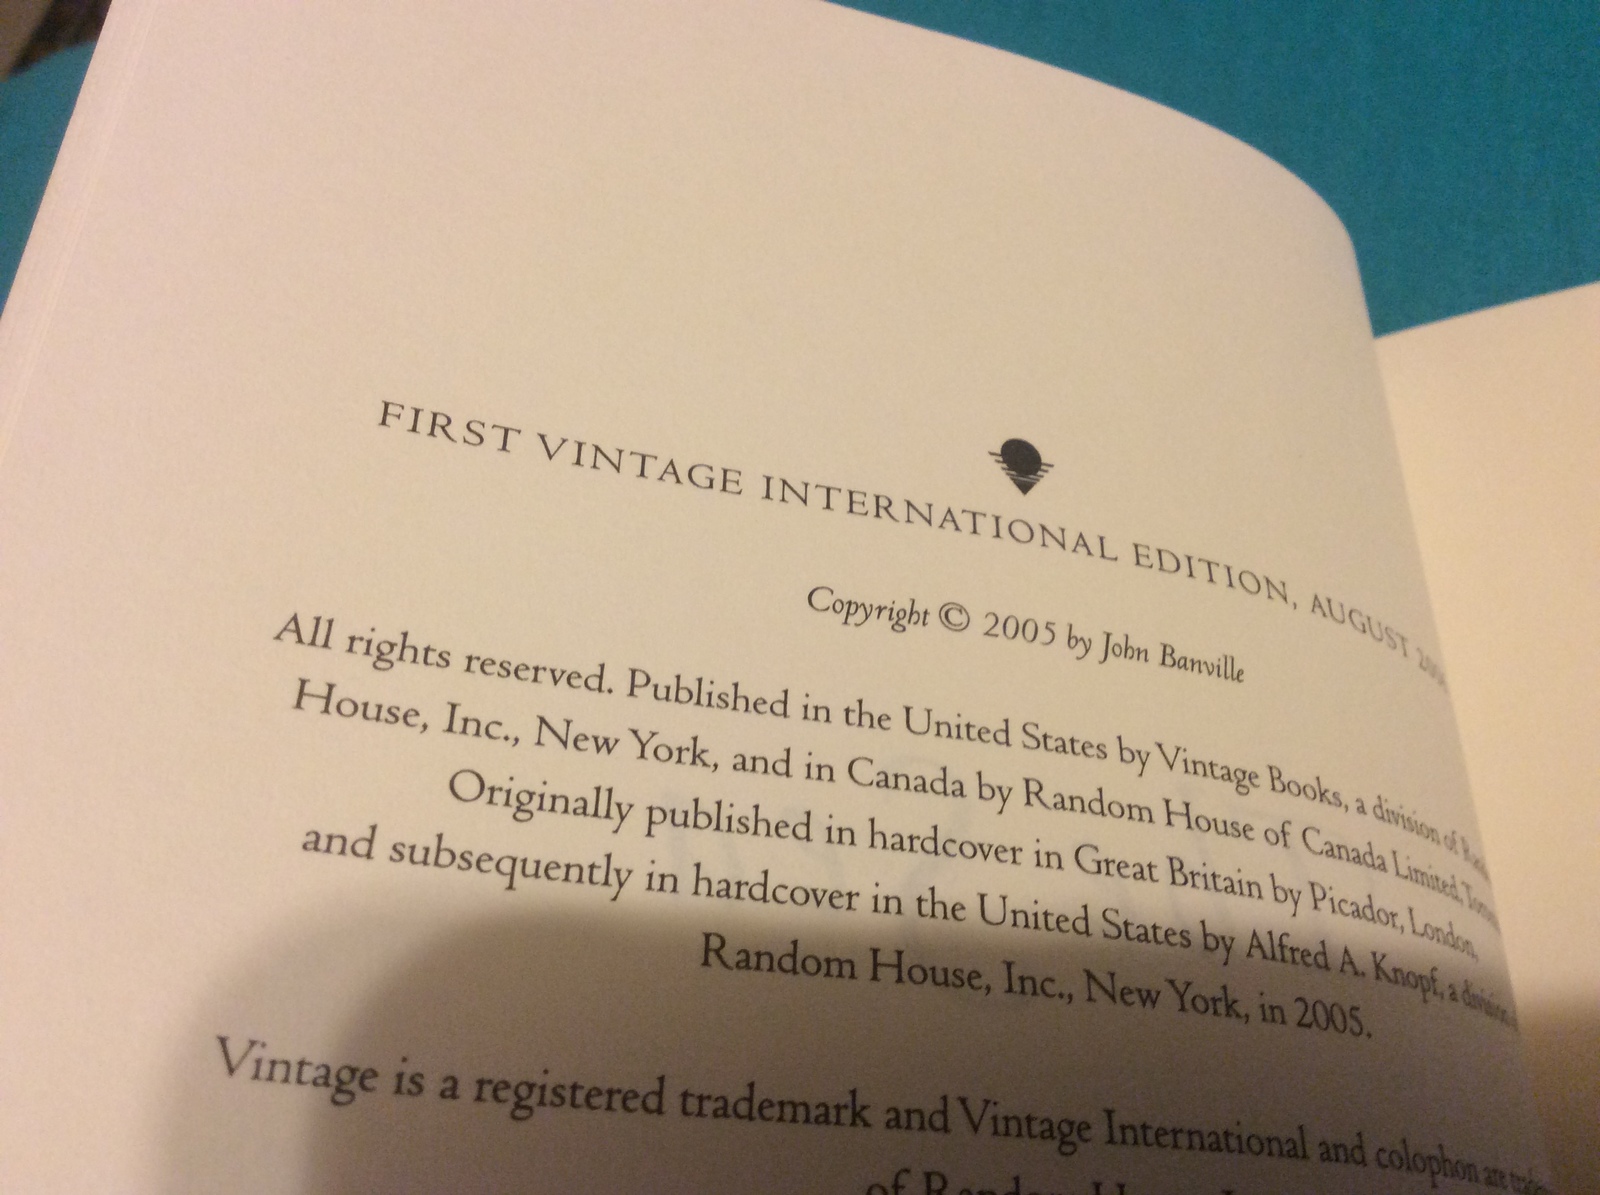 FIRST VINTAGE INTERNATIONAL EDITION, AUGUST
Copyright © 2005 by John Banville
All rights reserved. Published in the United States by Vintage Books, a division of
House, Inc., New York, and in Canada by Random House of Canada Limited,
Originally published in hardcover in Great Britain by Picador, London,
and subsequently in hardcover in the United States by Alfred A. Knopf, a
Random House, Inc., New York, in 2005.
Vintage is a registered trademark and Vintage International and colophon are
of